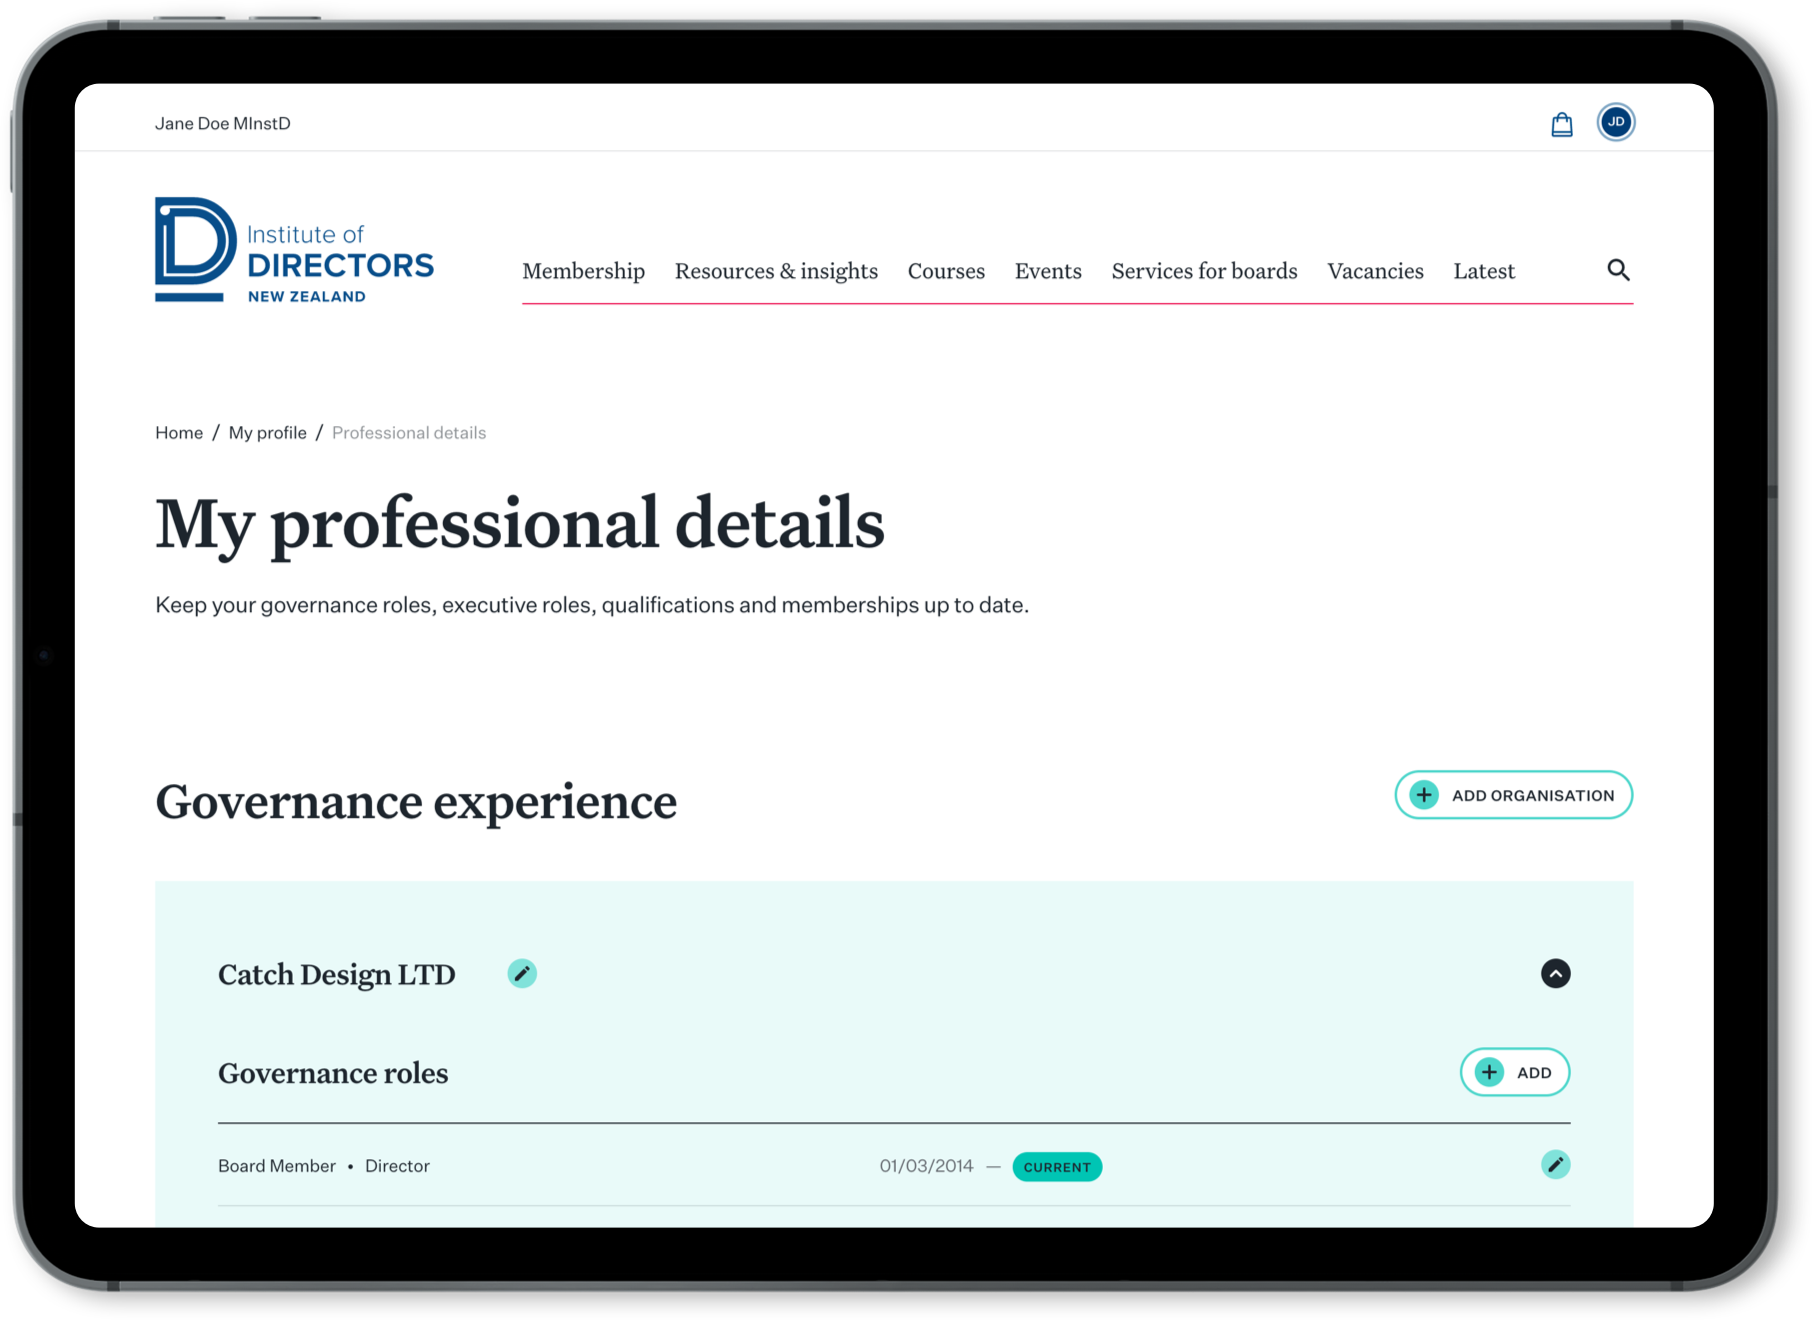 Jane Doe MInstD
JD
Institute of
DIRECTORS
NEW ZEALAND
Membership Resources & insights Courses Events Services for boards Vacancies Latest
Home / My profile / Professional details
My professional details
Keep your governance roles, executive roles, qualifications and memberships up to date.
Governance experience
ADD ORGANISATION
Catch Design LTD
Governance roles
ADD
Board Member • Director 01/03/2014 — CURRENT